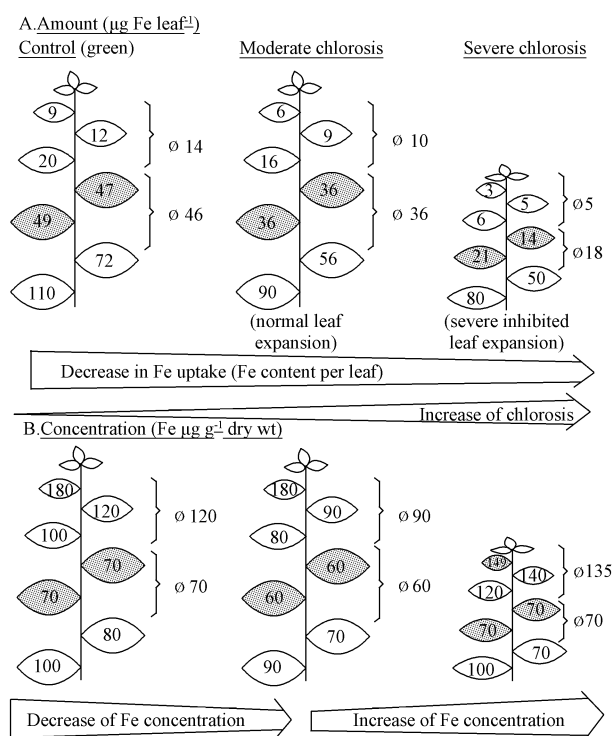 A.Amount (μg Fe leaf⁻¹)
Control (green) Moderate chlorosis Severe chlorosis
9
12
20
ø 14
47
49
ø 46
72
110
6
9
16
ø 10
36
36
ø 36
56
90
(normal leaf
expansion)
3
5
6
ø5
14
21
ø18
50
80
(severe inhibited
leaf expansion)
Decrease in Fe uptake (Fe content per leaf)
Increase of chlorosis
B.Concentration (Fe μg g⁻¹ dry wt)
180
120
100
ø 120
70
70
ø 70
80
100
180
90
80
ø 90
60
60
ø 60
70
90
149
140
120
ø135
70
70
ø70
70
100
Decrease of Fe concentration Increase of Fe concentration